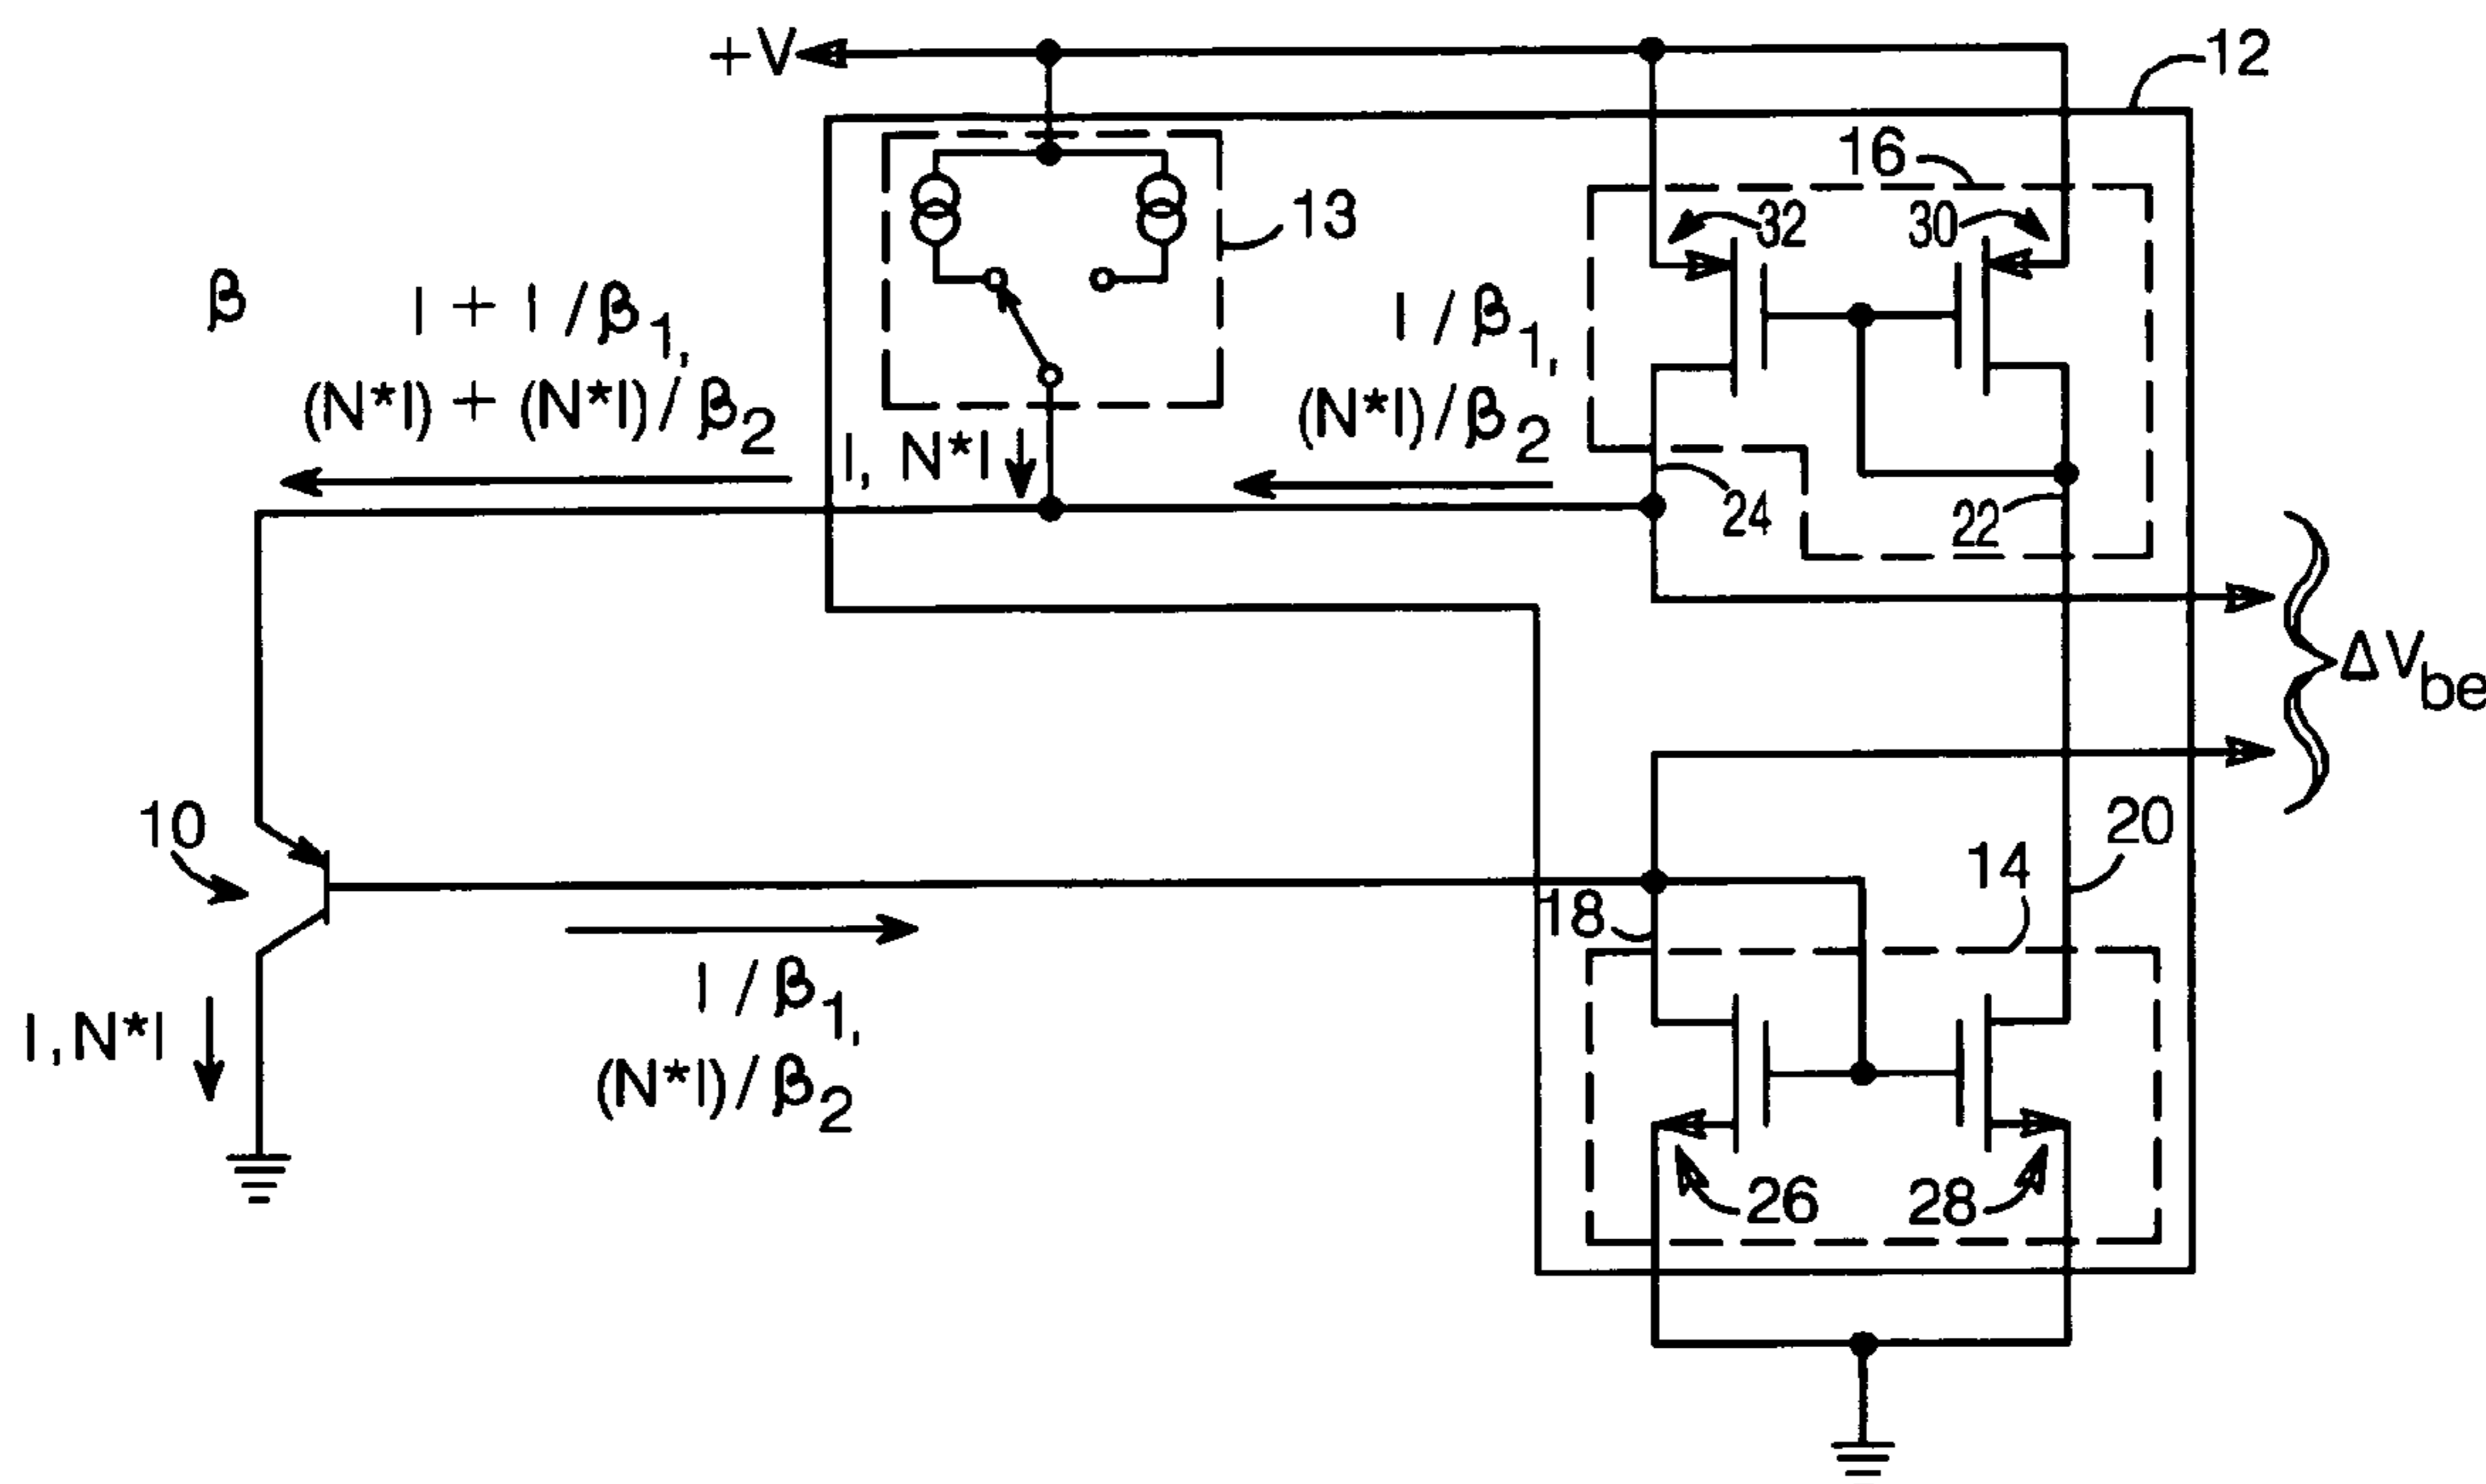 +V
12
16
32
30
13
β
I + I/β1,
(N*I) + (N*I)/β2
I, N*I
I/β1,
(N*I)/β2
24
22
ΔVbe
10
18
14
20
I/β1,
(N*I)/β2
I,N*I
26
28